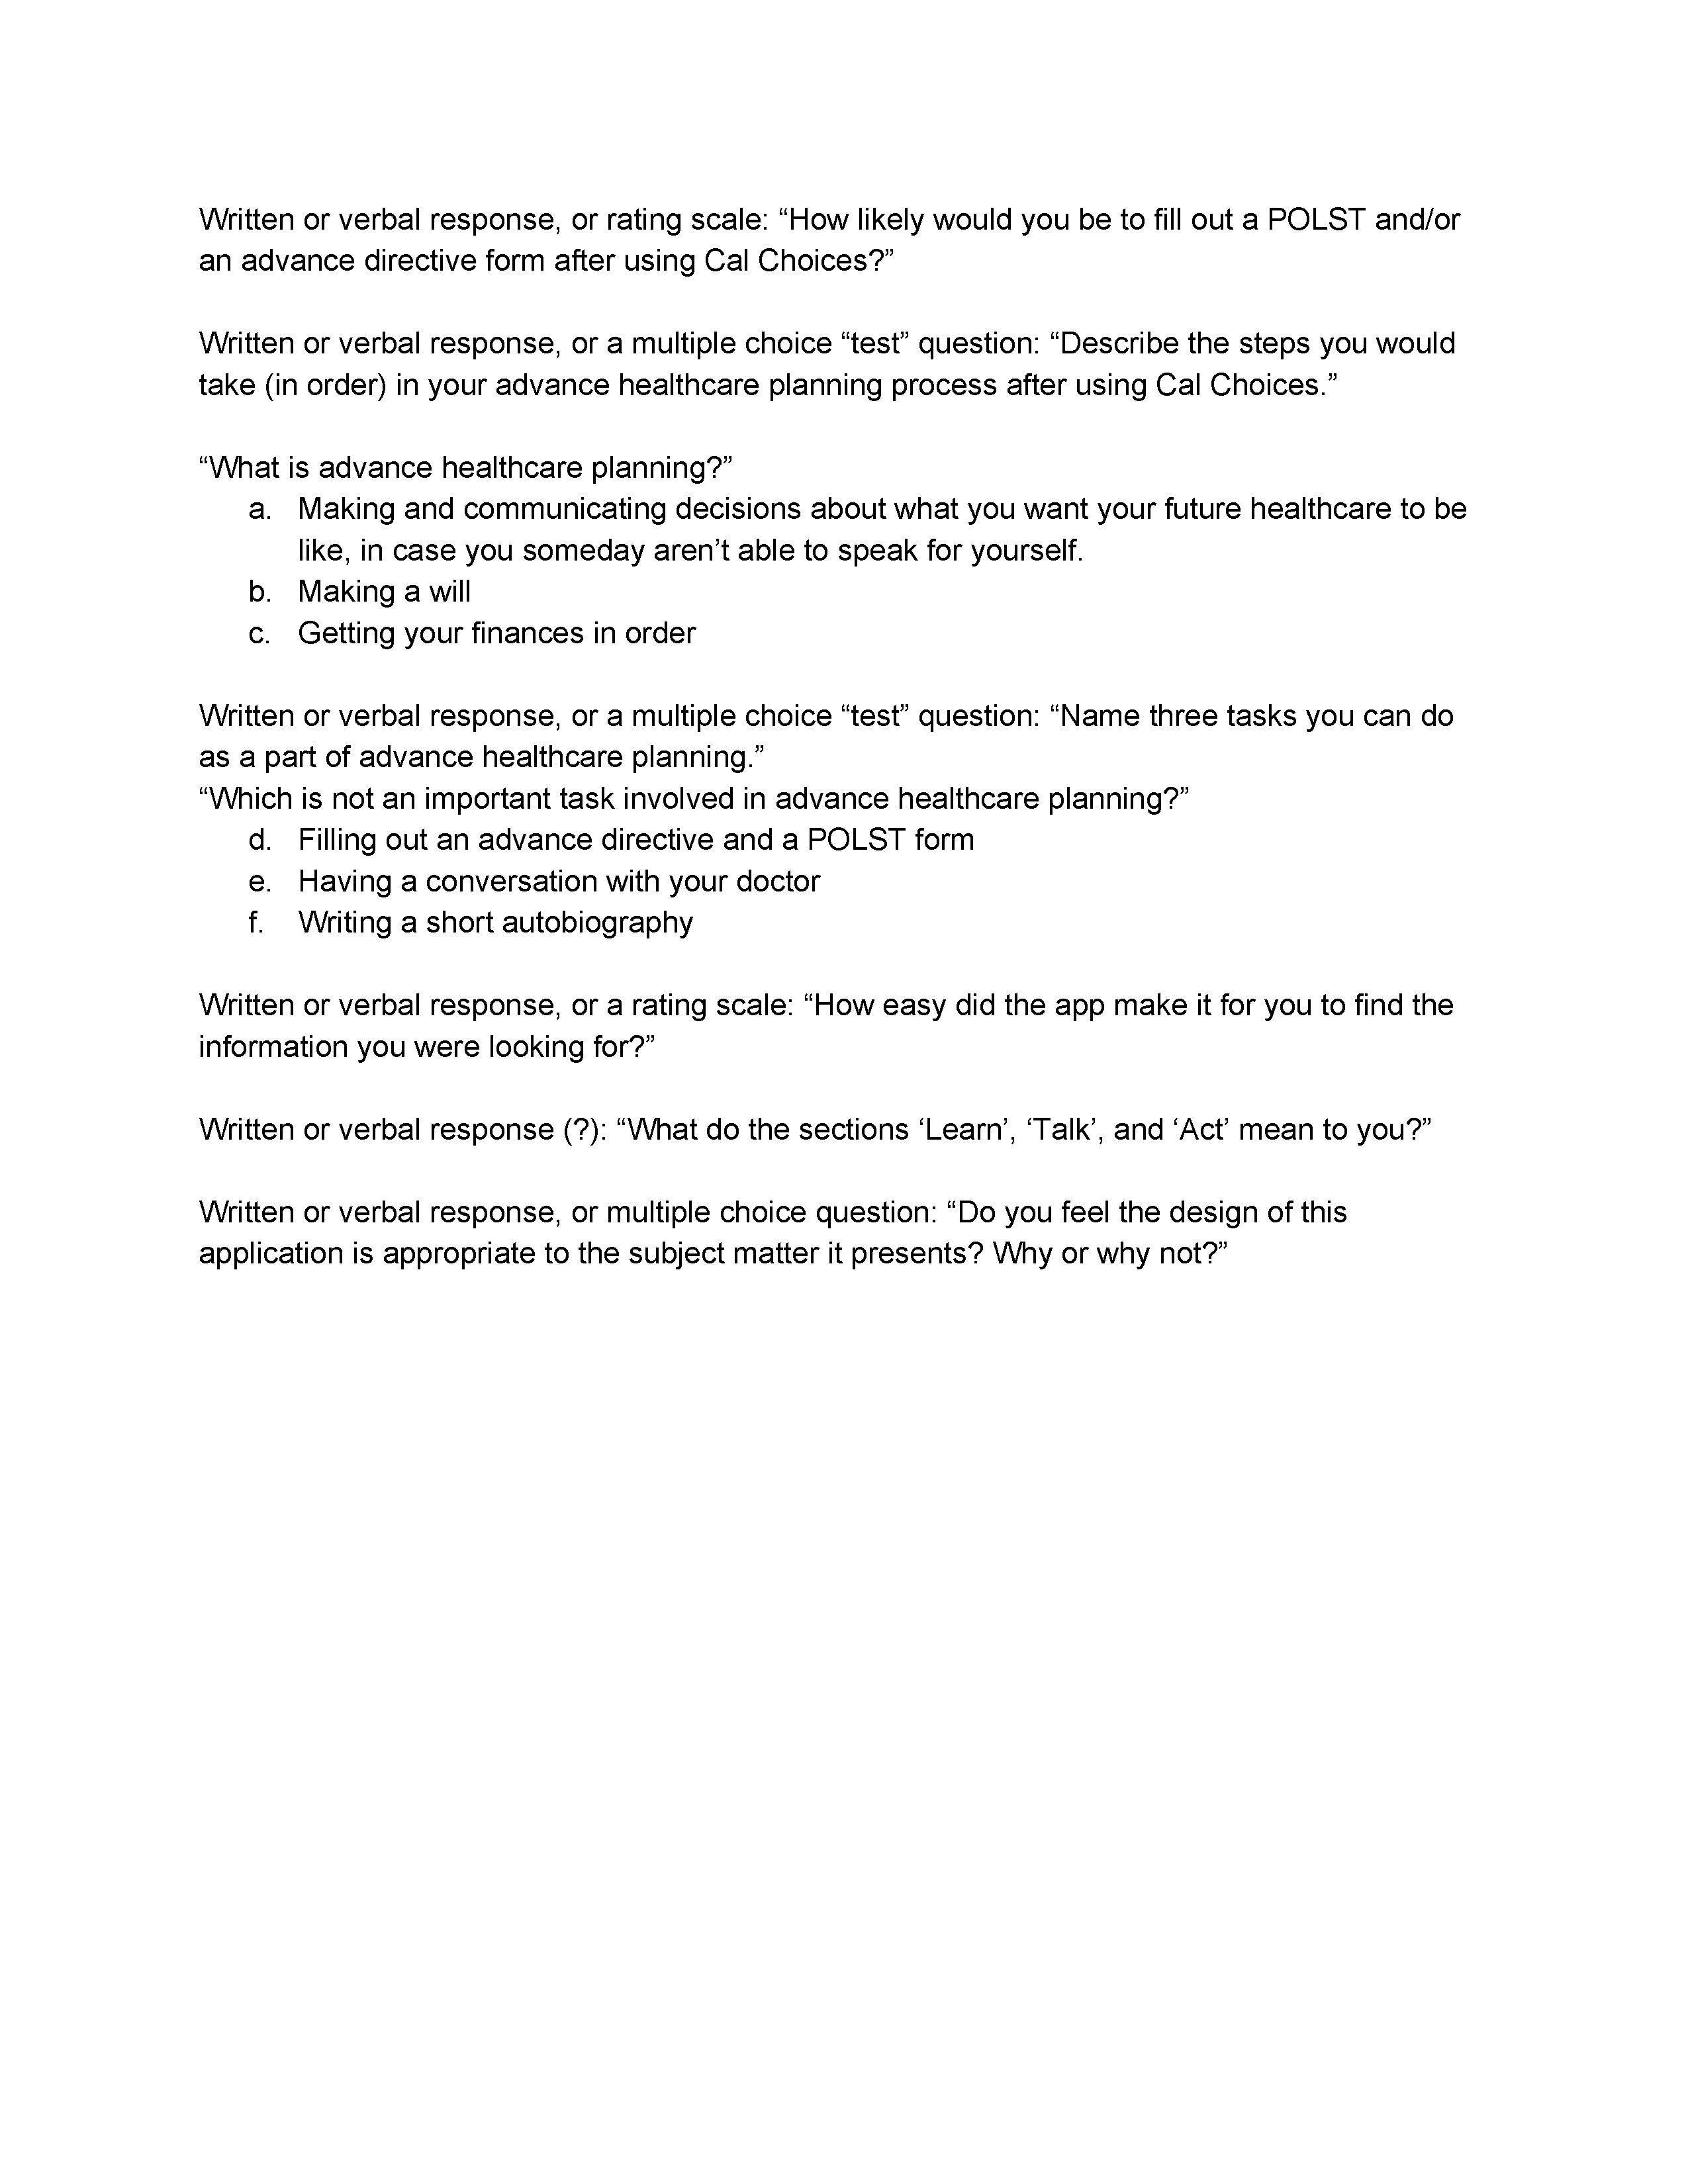 Written or verbal response, or rating scale: “How likely would you be to fill out a POLST and/or
an advance directive form after using Cal Choices?”
Written or verbal response, or a multiple choice “test” question: “Describe the steps you would
take (in order) in your advance healthcare planning process after using Cal Choices.”
“What is advance healthcare planning?”
a. Making and communicating decisions about what you want your future healthcare to be
like, in case you someday aren’t able to speak for yourself.
b. Making a will
c. Getting your finances in order
Written or verbal response, or a multiple choice “test” question: “Name three tasks you can do
as a part of advance healthcare planning.”
“Which is not an important task involved in advance healthcare planning?”
d. Filling out an advance directive and a POLST form
e. Having a conversation with your doctor
f. Writing a short autobiography
Written or verbal response, or a rating scale: “How easy did the app make it for you to find the
information you were looking for?”
Written or verbal response (?): “What do the sections ‘Learn’, ‘Talk’, and ‘Act’ mean to you?”
Written or verbal response, or multiple choice question: “Do you feel the design of this
application is appropriate to the subject matter it presents? Why or why not?”